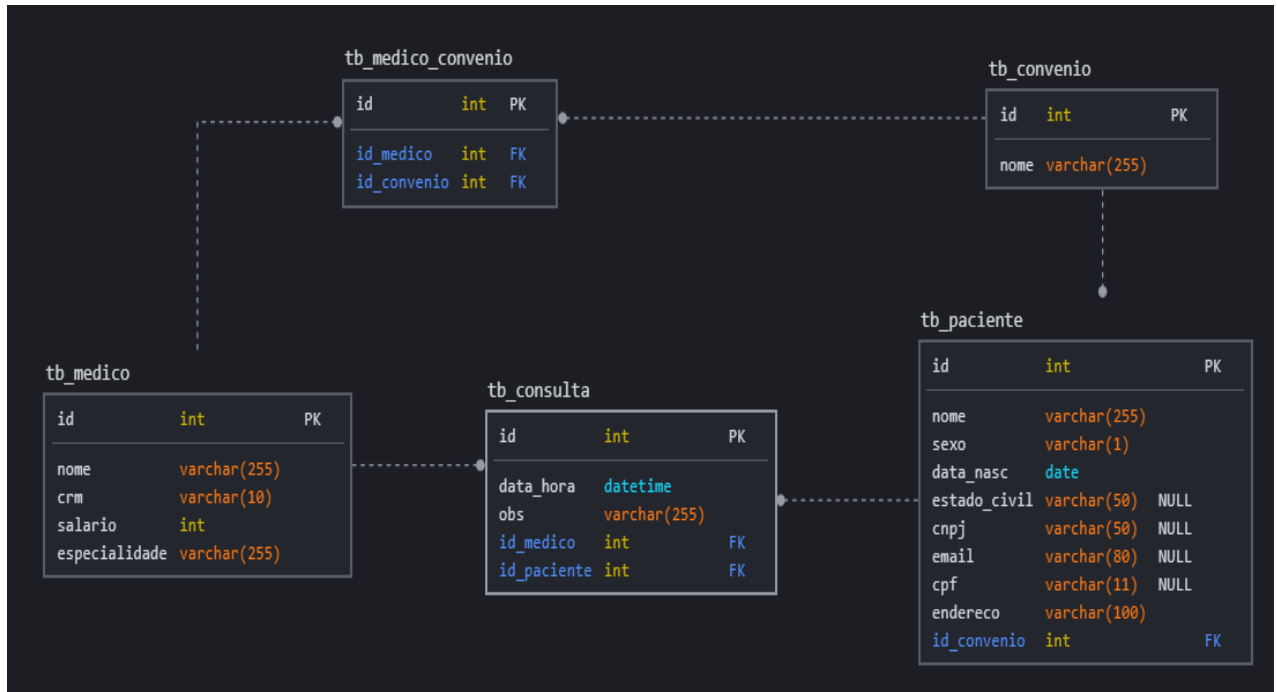 tb_medico_convenio
id int PK
id_medico int FK
id_convenio int FK
tb_convenio
id int PK
nome varchar(255)
tb_medico
id int PK
nome varchar(255)
crm varchar(10)
salario int
especialidade varchar(255)
tb_consulta
id int PK
data_hora datetime
obs varchar(255)
id_medico int FK
id_paciente int FK
tb_paciente
id int PK
nome varchar(255)
sexo varchar(1)
data_nasc date
estado_civil varchar(50) NULL
cnpj varchar(50) NULL
email varchar(80) NULL
cpf varchar(11) NULL
endereco varchar(100)
id_convenio int FK